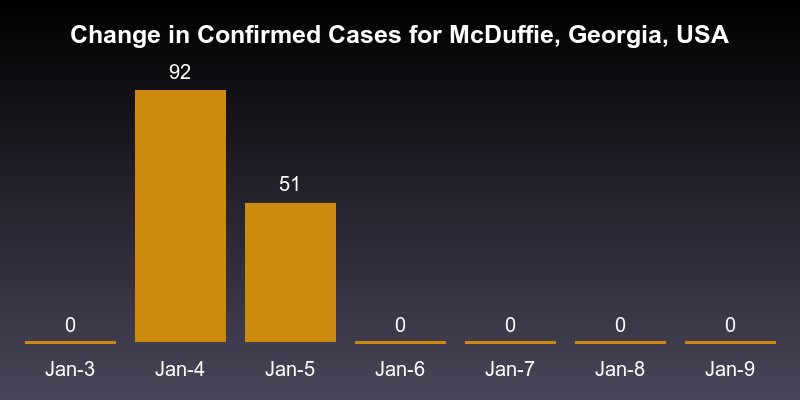 Change in Confirmed Cases for McDuffie, Georgia, USA
92
51
0 0 0 0 0
Jan-3 Jan-4 Jan-5 Jan-6 Jan-7 Jan-8 Jan-9